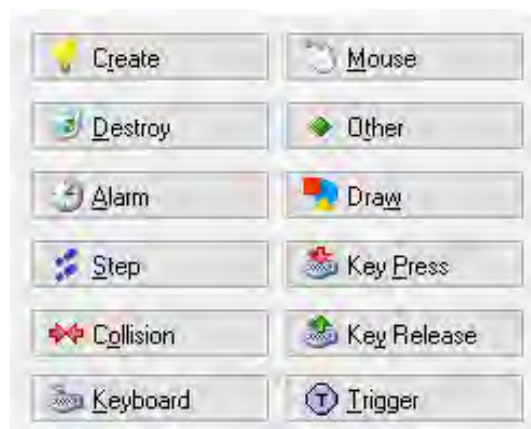 Create
Mouse
Destroy
Other
Alarm
Draw
Step
Key Press
Collision
Key Release
Keyboard
T Trigger